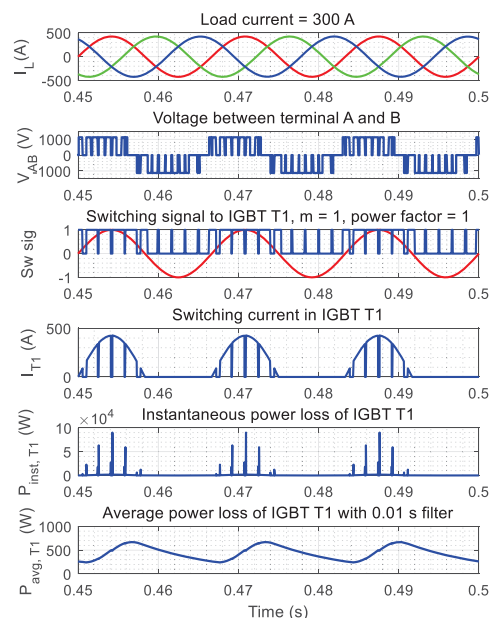 Load current = 300 A
I_L (A)
500
0
-500
0.45 0.46 0.47 0.48 0.49 0.5
Voltage between terminal A and B
V_AB (V)
1000
0
-1000
0.45 0.46 0.47 0.48 0.49 0.5
Switching signal to IGBT T1, m = 1, power factor = 1
Sw sig
1
0
-1
0.45 0.46 0.47 0.48 0.49 0.5
Switching current in IGBT T1
I_T1 (A)
500
0
0.45 0.46 0.47 0.48 0.49 0.5
× 10^4
Instantaneous power loss of IGBT T1
P_inst, T1 (W)
10
5
0
0.45 0.46 0.47 0.48 0.49 0.5
Average power loss of IGBT T1 with 0.01 s filter
P_avg, T1 (W)
1000
500
0
0.45 0.46 0.47 0.48 0.49 0.5
Time (s)